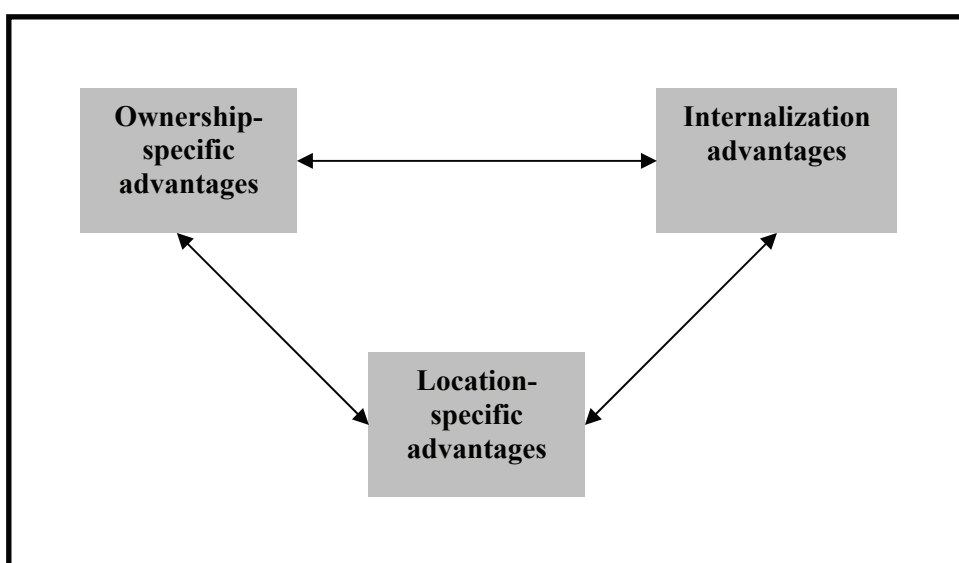 Ownership-
specific
advantages
Internalization
advantages
Location-
specific
advantages